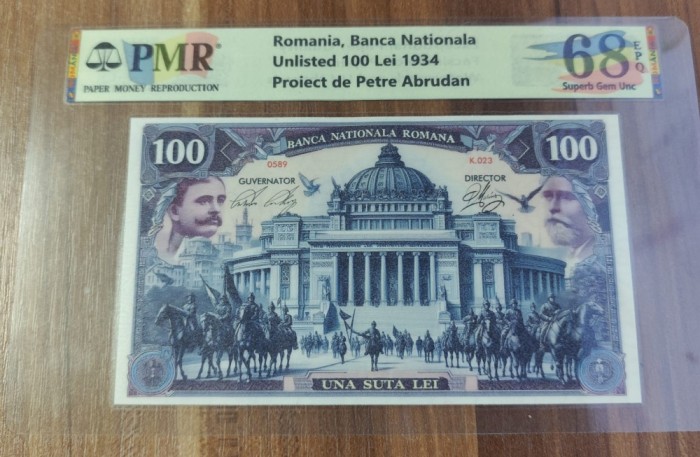 PMR
PAPER MONEY REPRODUCTION
Romania, Banca Nationala
Unlisted 100 Lei 1934
Proiect de Petre Abrudan
68
EPQ
Superb Gem Unc
BANCA NATIONALA ROMANA
100
100
0589
K.023
GUVERNATOR
DIRECTOR
UNA SUTA LEI